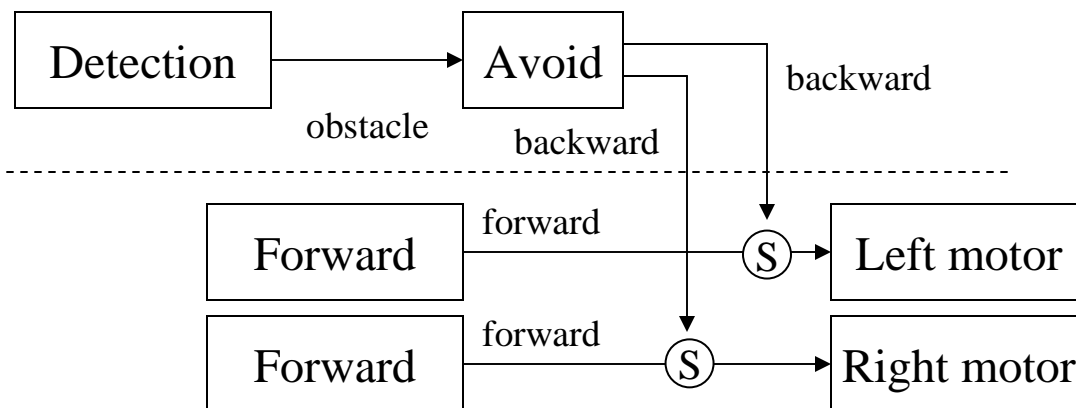 Detection
Avoid
backward
obstacle
backward
Forward
forward
S
Left motor
Forward
forward
S
Right motor